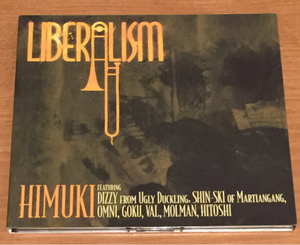 LIBERALISM
HIMUKI
FEATURING
DIZZY FROM UGLY DUCKLING, SHIN-SKI OF MARTIANGANG,
OMNI, GOKU, VAL, MOLMAN, HITOSHI